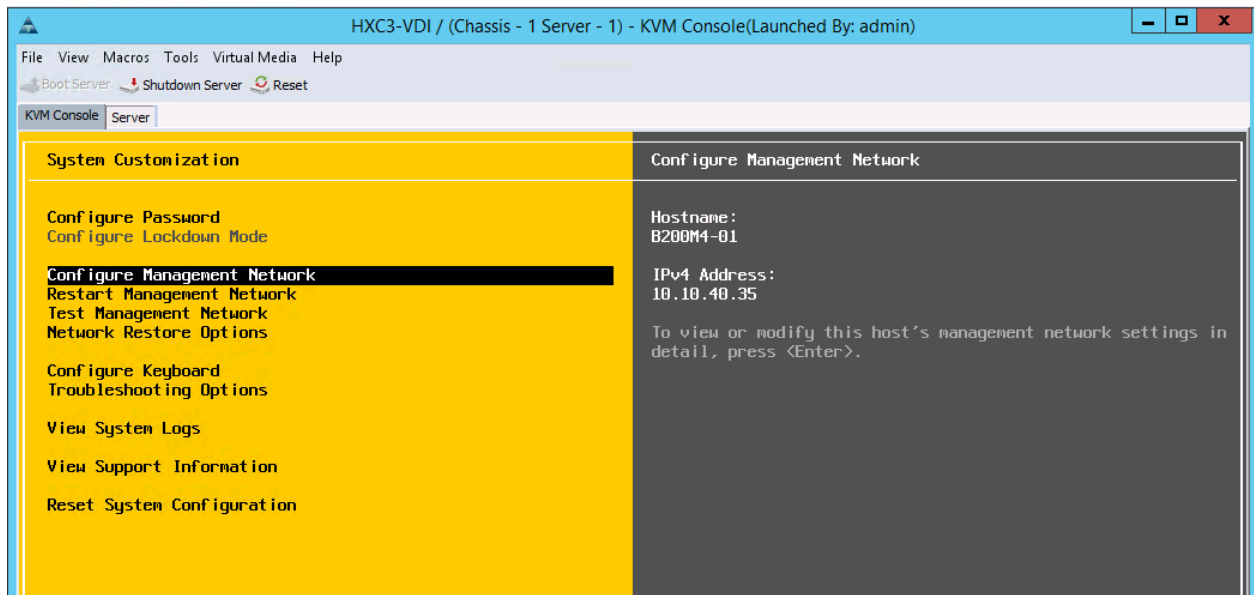 HXC3-VDI / (Chassis - 1 Server - 1) - KVM Console(Launched By: admin)
File View Macros Tools Virtual Media Help
Boot Server Shutdown Server Reset
KVM Console Server
System Customization
Configure Password
Configure Lockdown Mode
Configure Management Network
Restart Management Network
Test Management Network
Network Restore Options
Configure Keyboard
Troubleshooting Options
View System Logs
View Support Information
Reset System Configuration
Configure Management Network
Hostname:
B200M4-01
IPv4 Address:
10.10.40.35
To view or modify this host's management network settings in
detail, press <Enter>.